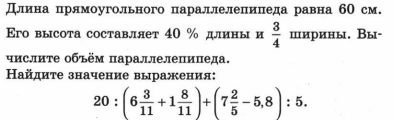 Длина прямоугольного параллелепипеда равна 60 см.
Его высота составляет 40 % длины и 3/4 ширины. Вы-
числите объём параллелепипеда.
Найдите значение выражения:
20 : (6 3/11 + 1 8/11) + (7 2/5 − 5,8) : 5.